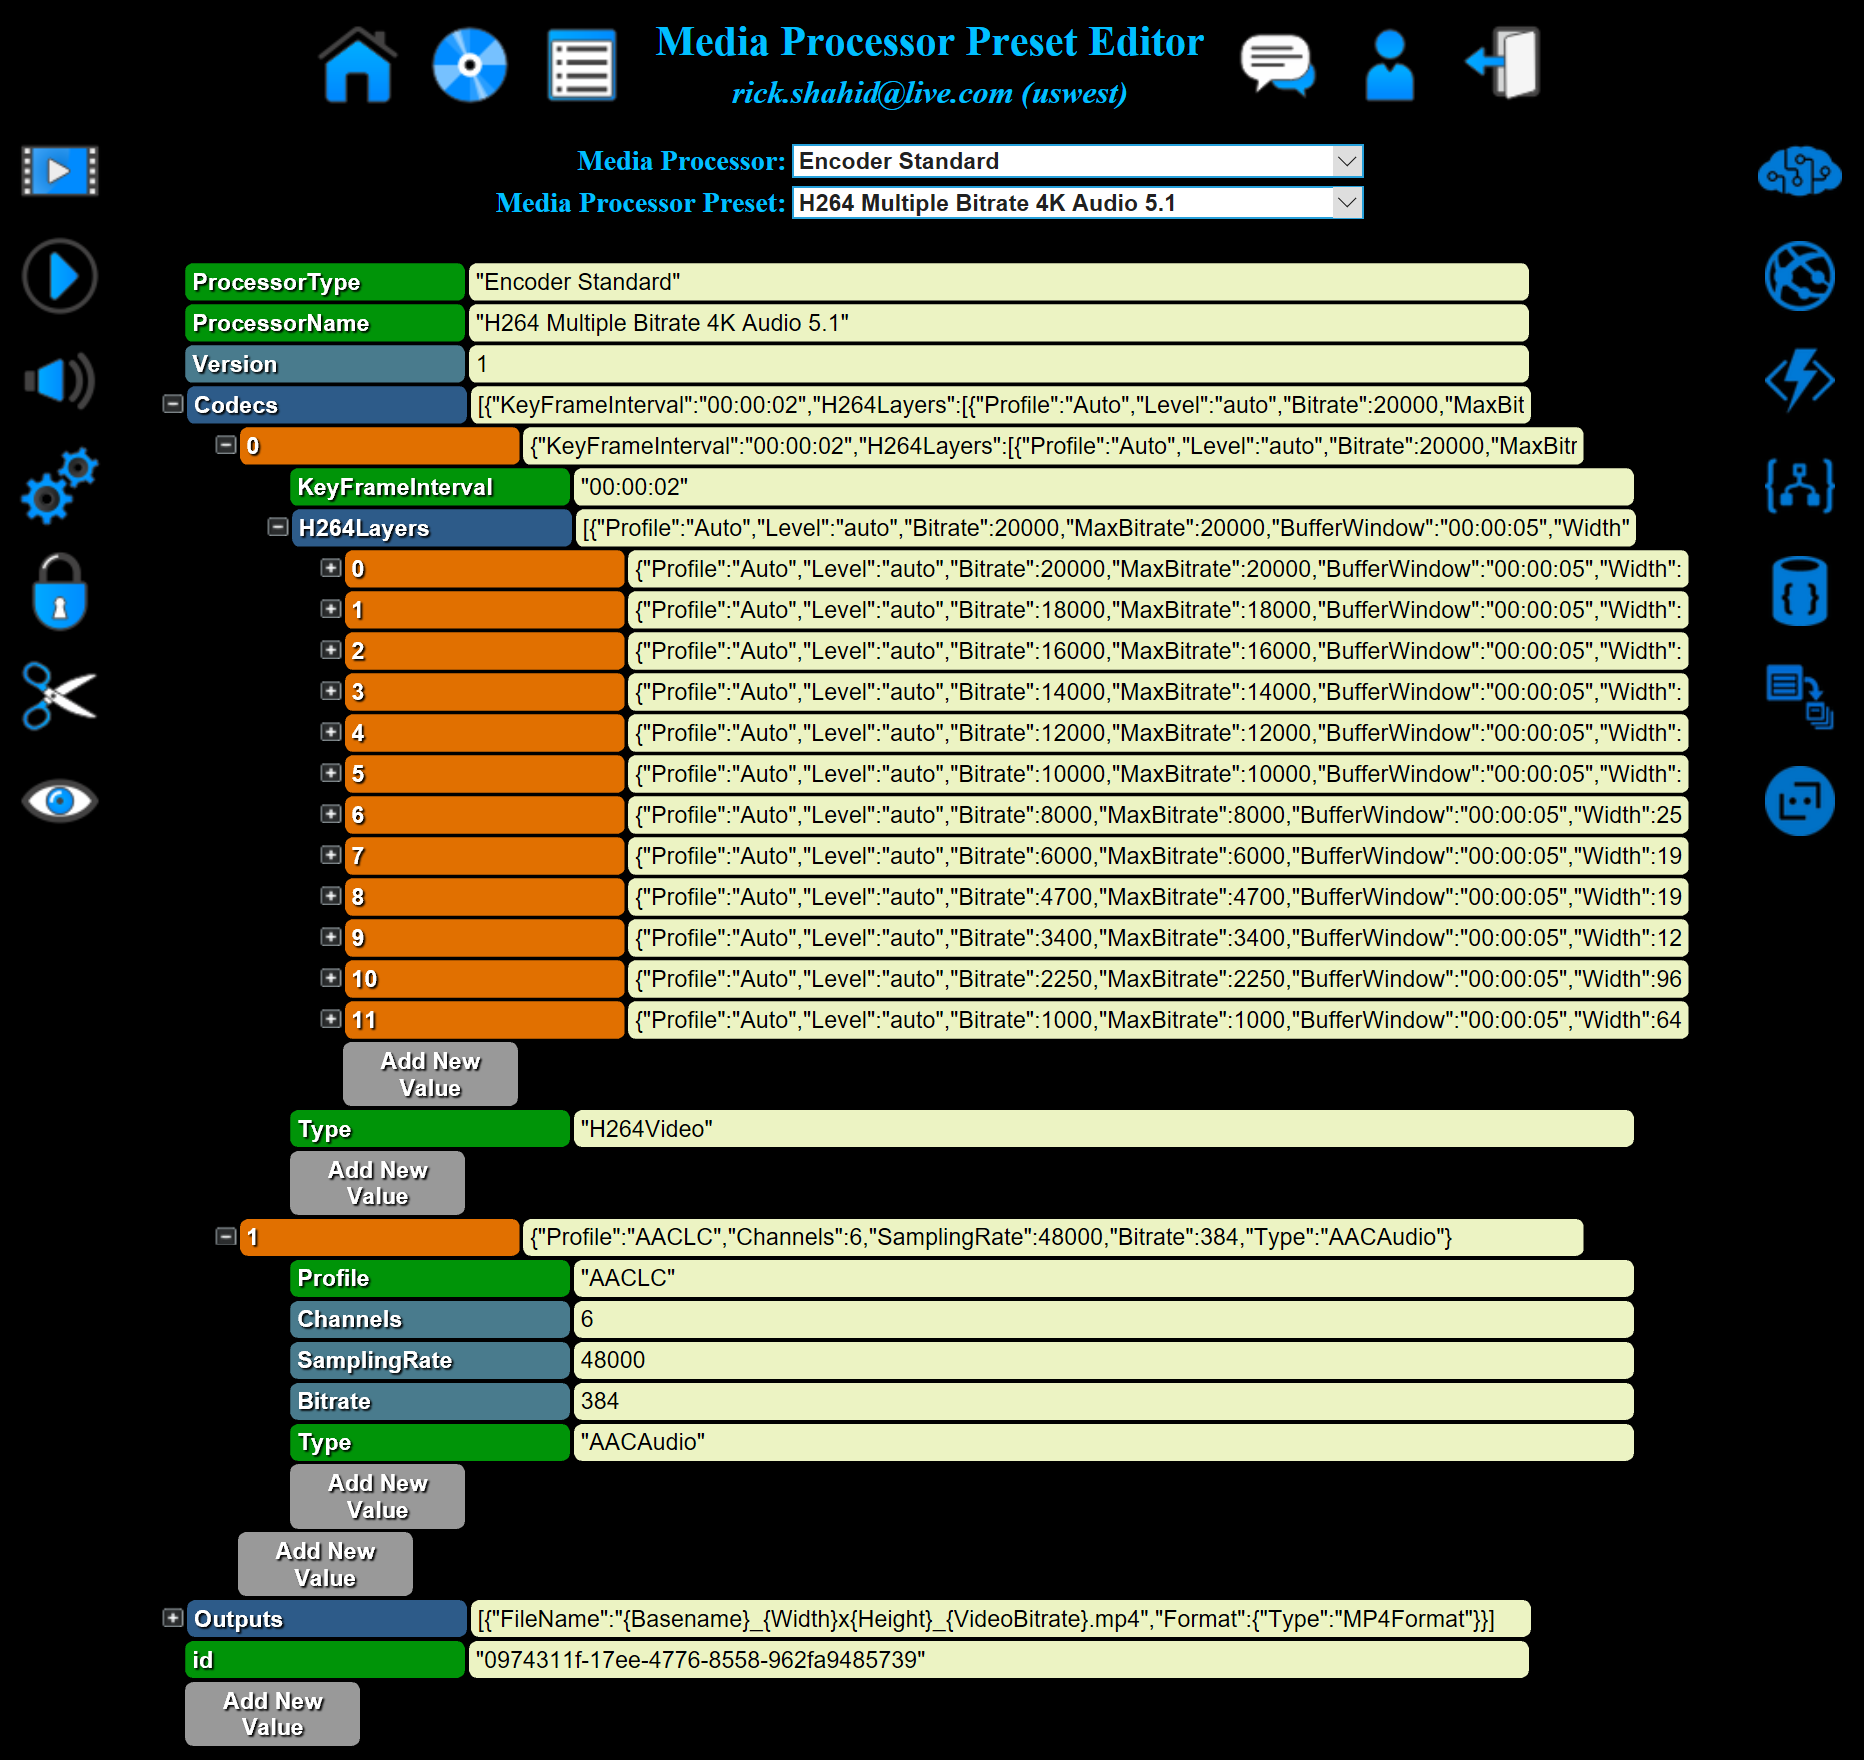 Media Processor Preset Editor
rick.shahid@live.com (uswest)
Media Processor: Encoder Standard
Media Processor Preset: H264 Multiple Bitrate 4K Audio 5.1
ProcessorType "Encoder Standard"
ProcessorName "H264 Multiple Bitrate 4K Audio 5.1"
Version 1
Codecs [{"KeyFrameInterval":"00:00:02","H264Layers":[{"Profile":"Auto","Level":"auto","Bitrate":20000,"MaxBit
0 {"KeyFrameInterval":"00:00:02","H264Layers":[{"Profile":"Auto","Level":"auto","Bitrate":20000,"MaxBitr
KeyFrameInterval "00:00:02"
H264Layers [{"Profile":"Auto","Level":"auto","Bitrate":20000,"MaxBitrate":20000,"BufferWindow":"00:00:05","Width"
0 {"Profile":"Auto","Level":"auto","Bitrate":20000,"MaxBitrate":20000,"BufferWindow":"00:00:05","Width":
1 {"Profile":"Auto","Level":"auto","Bitrate":18000,"MaxBitrate":18000,"BufferWindow":"00:00:05","Width":
2 {"Profile":"Auto","Level":"auto","Bitrate":16000,"MaxBitrate":16000,"BufferWindow":"00:00:05","Width":
3 {"Profile":"Auto","Level":"auto","Bitrate":14000,"MaxBitrate":14000,"BufferWindow":"00:00:05","Width":
4 {"Profile":"Auto","Level":"auto","Bitrate":12000,"MaxBitrate":12000,"BufferWindow":"00:00:05","Width":
5 {"Profile":"Auto","Level":"auto","Bitrate":10000,"MaxBitrate":10000,"BufferWindow":"00:00:05","Width":
6 {"Profile":"Auto","Level":"auto","Bitrate":8000,"MaxBitrate":8000,"BufferWindow":"00:00:05","Width":25
7 {"Profile":"Auto","Level":"auto","Bitrate":6000,"MaxBitrate":6000,"BufferWindow":"00:00:05","Width":19
8 {"Profile":"Auto","Level":"auto","Bitrate":4700,"MaxBitrate":4700,"BufferWindow":"00:00:05","Width":19
9 {"Profile":"Auto","Level":"auto","Bitrate":3400,"MaxBitrate":3400,"BufferWindow":"00:00:05","Width":12
10 {"Profile":"Auto","Level":"auto","Bitrate":2250,"MaxBitrate":2250,"BufferWindow":"00:00:05","Width":96
11 {"Profile":"Auto","Level":"auto","Bitrate":1000,"MaxBitrate":1000,"BufferWindow":"00:00:05","Width":64
Add New
Value
Type "H264Video"
Add New
Value
1 {"Profile":"AACLC","Channels":6,"SamplingRate":48000,"Bitrate":384,"Type":"AACAudio"}
Profile "AACLC"
Channels 6
SamplingRate 48000
Bitrate 384
Type "AACAudio"
Add New
Value
Add New
Value
Outputs [{"FileName":"{Basename}_{Width}x{Height}_{VideoBitrate}.mp4","Format":{"Type":"MP4Format"}}]
id "0974311f-17ee-4776-8558-962fa9485739"
Add New
Value